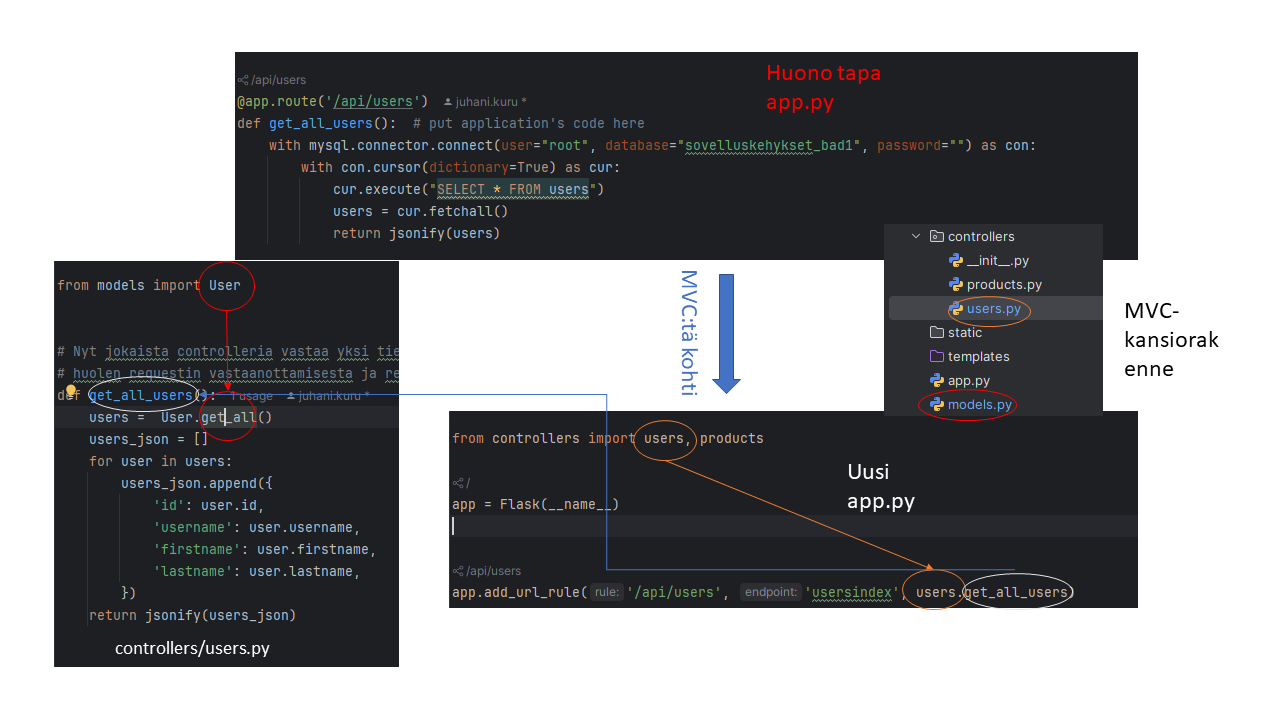 /api/users
@app.route('/api/users') juhani.kuru *
def get_all_users(): # put application's code here
with mysql.connector.connect(user="root", database="sovelluskehykset_bad1", password="") as con:
with con.cursor(dictionary=True) as cur:
cur.execute("SELECT * FROM users")
users = cur.fetchall()
return jsonify(users)
Huono tapa
app.py
MVC:tä kohti
controllers
__init__.py
products.py
users.py
static
templates
app.py
models.py
MVC-
kansiorak
enne
from models import User
# Nyt jokaista controlleria vastaa yksi tie
# huolen requestin vastaanottamisesta ja re
def get_all_users(): 1 usage juhani.kuru *
users = User.get_all()
users_json = []
for user in users:
users_json.append({
'id': user.id,
'username': user.username,
'firstname': user.firstname,
'lastname': user.lastname,
})
return jsonify(users_json)
controllers/users.py
from controllers import users, products
/
app = Flask(__name__)
/api/users
app.add_url_rule( rule: '/api/users', endpoint: 'usersindex', users.get_all_users)
Uusi
app.py